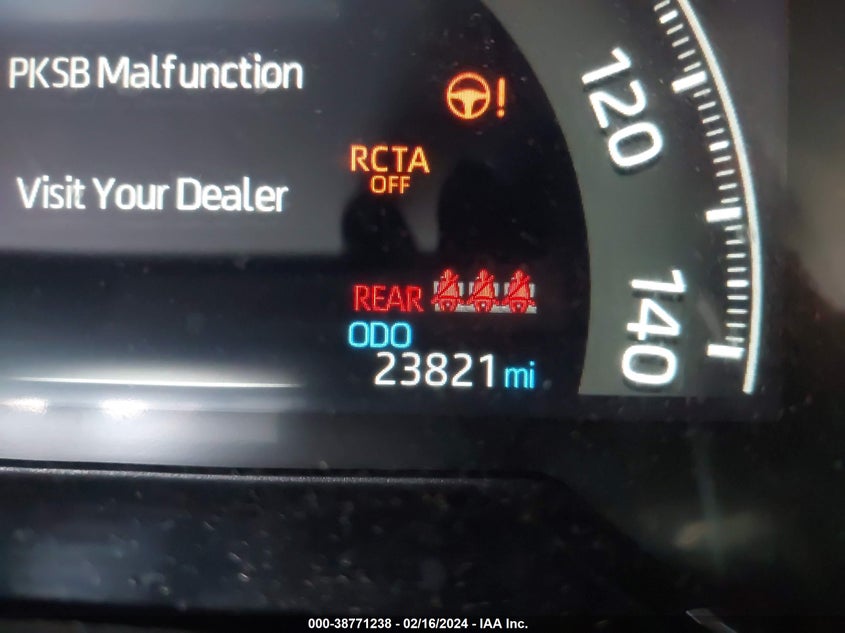 PKSB Malfunction
!
120
RCTA
OFF
Visit Your Dealer
REAR
140
ODO
23821 mi
000-38771238 - 02/16/2024 - IAA Inc.